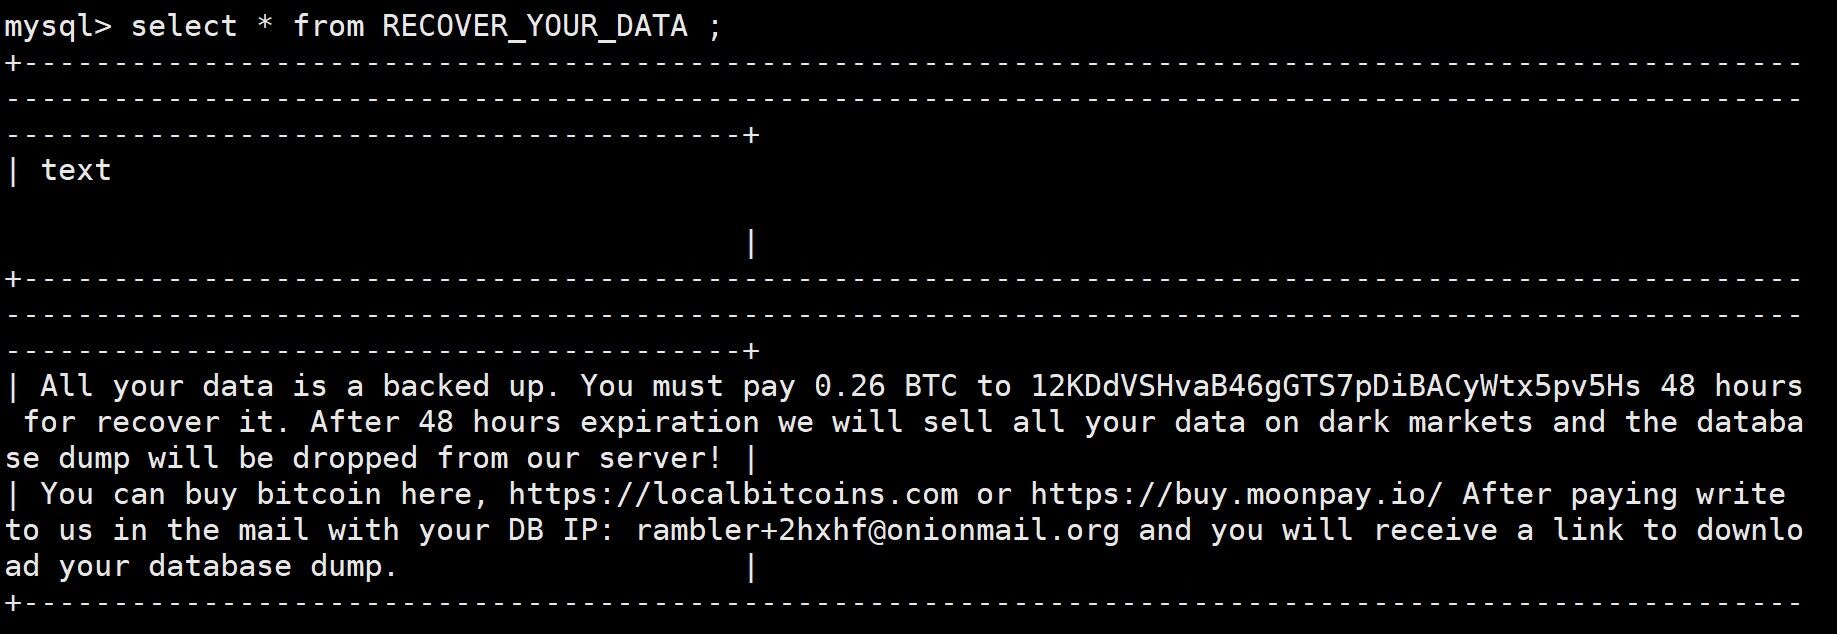 mysql> select * from RECOVER_YOUR_DATA ;
+---------------------------------------------------------------------------------------------------
----------------------------------------------------------------------------------------------------
-----------------------------------------+
| text
|
+---------------------------------------------------------------------------------------------------
----------------------------------------------------------------------------------------------------
-----------------------------------------+
| All your data is a backed up. You must pay 0.26 BTC to 12KDdVSHvaB46gGTS7pDiBACyWtx5pv5Hs 48 hours
 for recover it. After 48 hours expiration we will sell all your data on dark markets and the databa
se dump will be dropped from our server! |
| You can buy bitcoin here, https://localbitcoins.com or https://buy.moonpay.io/ After paying write
to us in the mail with your DB IP: rambler+2hxhf@onionmail.org and you will receive a link to downlo
ad your database dump.                   |
+---------------------------------------------------------------------------------------------------